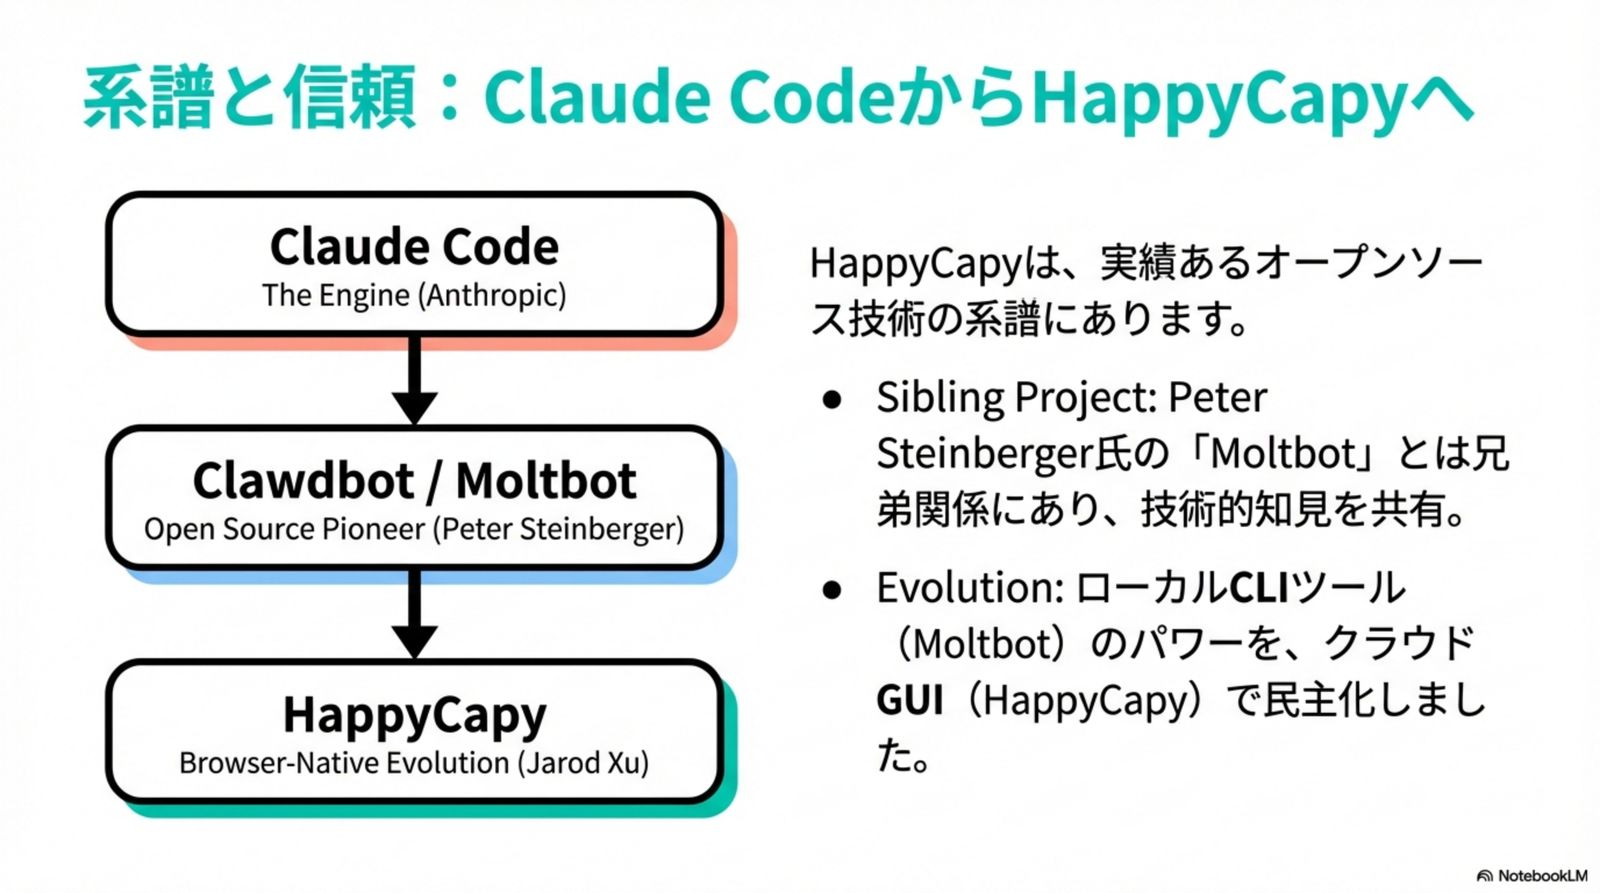 系譜と信頼：Claude CodeからHappyCapyへ
Claude Code
The Engine (Anthropic)
Clawdbot / Moltbot
Open Source Pioneer (Peter Steinberger)
HappyCapy
Browser-Native Evolution (Jarod Xu)
HappyCapyは、実績あるオープンソー
ス技術の系譜にあります。
● Sibling Project: Peter
Steinberger氏の「Moltbot」とは兄
弟関係にあり、技術的知見を共有。
● Evolution: ローカルCLIツール
（Moltbot）のパワーを、クラウド
GUI（HappyCapy）で民主化しまし
た。
NotebookLM